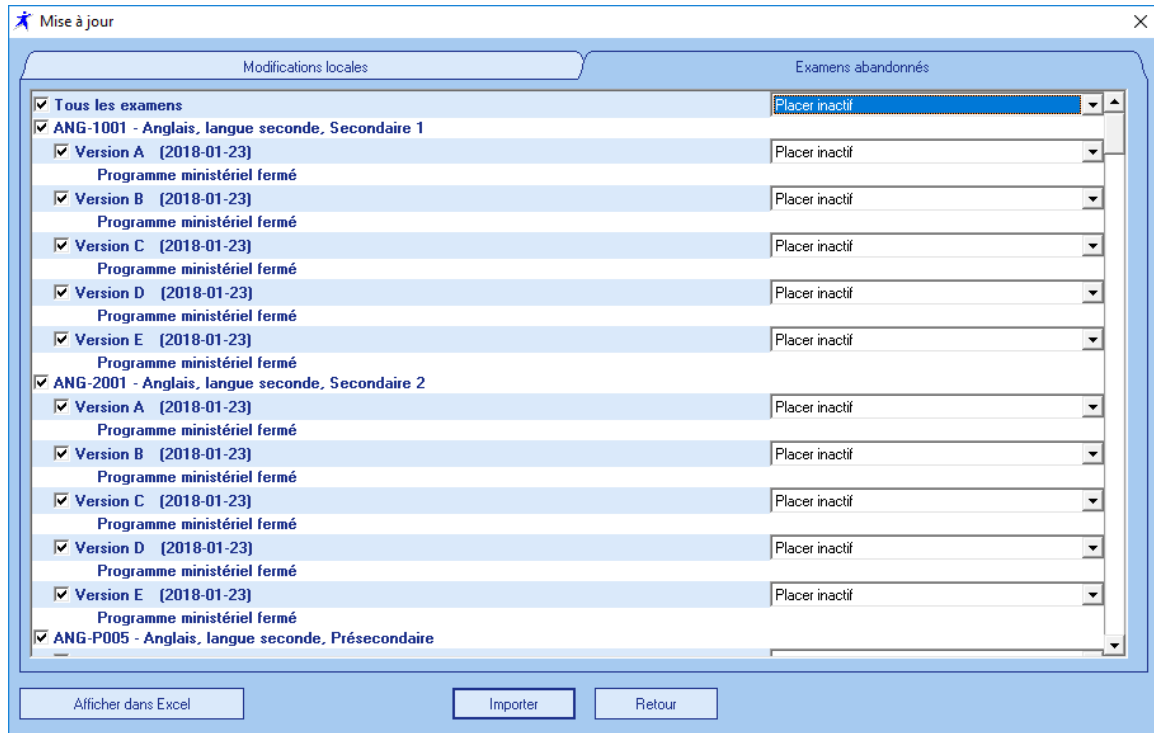 Mise à jour
Modifications locales
Examens abandonnés
Tous les examens Placer inactif
ANG-1001 - Anglais, langue seconde, Secondaire 1
Version A (2018-01-23) Placer inactif
Programme ministériel fermé
Version B (2018-01-23) Placer inactif
Programme ministériel fermé
Version C (2018-01-23) Placer inactif
Programme ministériel fermé
Version D (2018-01-23) Placer inactif
Programme ministériel fermé
Version E (2018-01-23) Placer inactif
Programme ministériel fermé
ANG-2001 - Anglais, langue seconde, Secondaire 2
Version A (2018-01-23) Placer inactif
Programme ministériel fermé
Version B (2018-01-23) Placer inactif
Programme ministériel fermé
Version C (2018-01-23) Placer inactif
Programme ministériel fermé
Version D (2018-01-23) Placer inactif
Programme ministériel fermé
Version E (2018-01-23) Placer inactif
Programme ministériel fermé
ANG-P005 - Anglais, langue seconde, Présecondaire
Afficher dans Excel
Importer
Retour